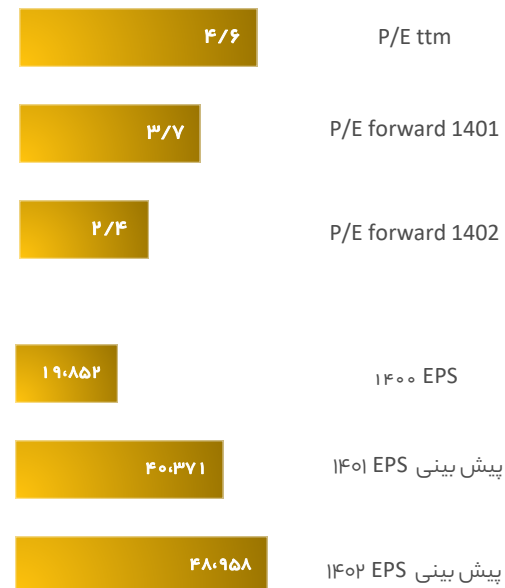 P/E ttm ۴/۶
P/E forward 1401 ۳/۷
P/E forward 1402 ۲/۴
۱۴۰۰ EPS ۱۹،۸۵۲
پیش بینی EPS ۱۴۰۱ ۴۰،۳۷۱
پیش بینی EPS ۱۴۰۲ ۴۸،۹۵۸